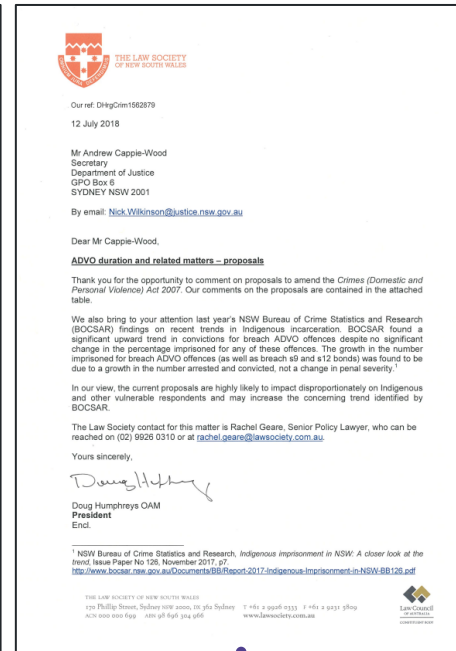 THE LAW SOCIETY
OF NEW SOUTH WALES
Our ref: DHrgCrim1562879
12 July 2018
Mr Andrew Cappie-Wood
Secretary
Department of Justice
GPO Box 6
SYDNEY NSW 2001
By email: Nick.Wilkinson@justice.nsw.gov.au
Dear Mr Cappie-Wood,
ADVO duration and related matters – proposals
Thank you for the opportunity to comment on proposals to amend the Crimes (Domestic and
Personal Violence) Act 2007. Our comments on the proposals are contained in the attached
table.
We also bring to your attention last year's NSW Bureau of Crime Statistics and Research
(BOCSAR) findings on recent trends in Indigenous incarceration. BOCSAR found a
significant upward trend in convictions for breach ADVO offences despite no significant
change in the percentage imprisoned for any of these offences. The growth in the number
imprisoned for breach ADVO offences (as well as breach s9 and s12 bonds) was found to be
due to a growth in the number arrested and convicted, not a change in penal severity.1
In our view, the current proposals are highly likely to impact disproportionately on Indigenous
and other vulnerable respondents and may increase the concerning trend identified by
BOCSAR.
The Law Society contact for this matter is Rachel Geare, Senior Policy Lawyer, who can be
reached on (02) 9926 0310 or at rachel.geare@lawsociety.com.au.
Yours sincerely,
Doug Humphreys OAM
President
Encl.
1 NSW Bureau of Crime Statistics and Research, Indigenous imprisonment in NSW: A closer look at the
trend, Issue Paper No 126, November 2017, p7.
http://www.bocsar.nsw.gov.au/Documents/BB/Report-2017-Indigenous-Imprisonment-in-NSW-BB126.pdf
THE LAW SOCIETY OF NEW SOUTH WALES
170 Phillip Street, Sydney NSW 2000, DX 362 Sydney T +61 2 9926 0333 F +61 2 9231 5809
ACN 000 000 699 ABN 98 696 304 966 www.lawsociety.com.au
Law Council
OF AUSTRALIA
CONSTITUENT BODY